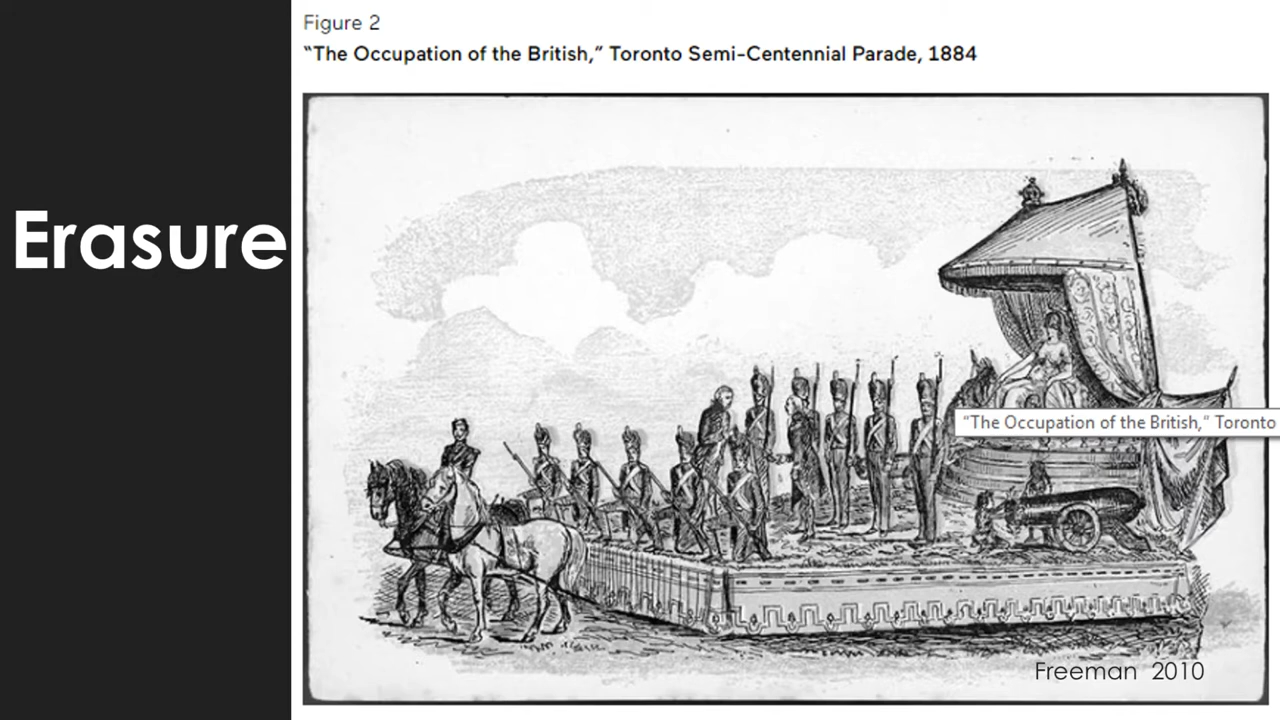 Figure 2
“The Occupation of the British,” Toronto Semi-Centennial Parade, 1884
Erasure
"The Occupation of the British," Toronto
Freeman 2010